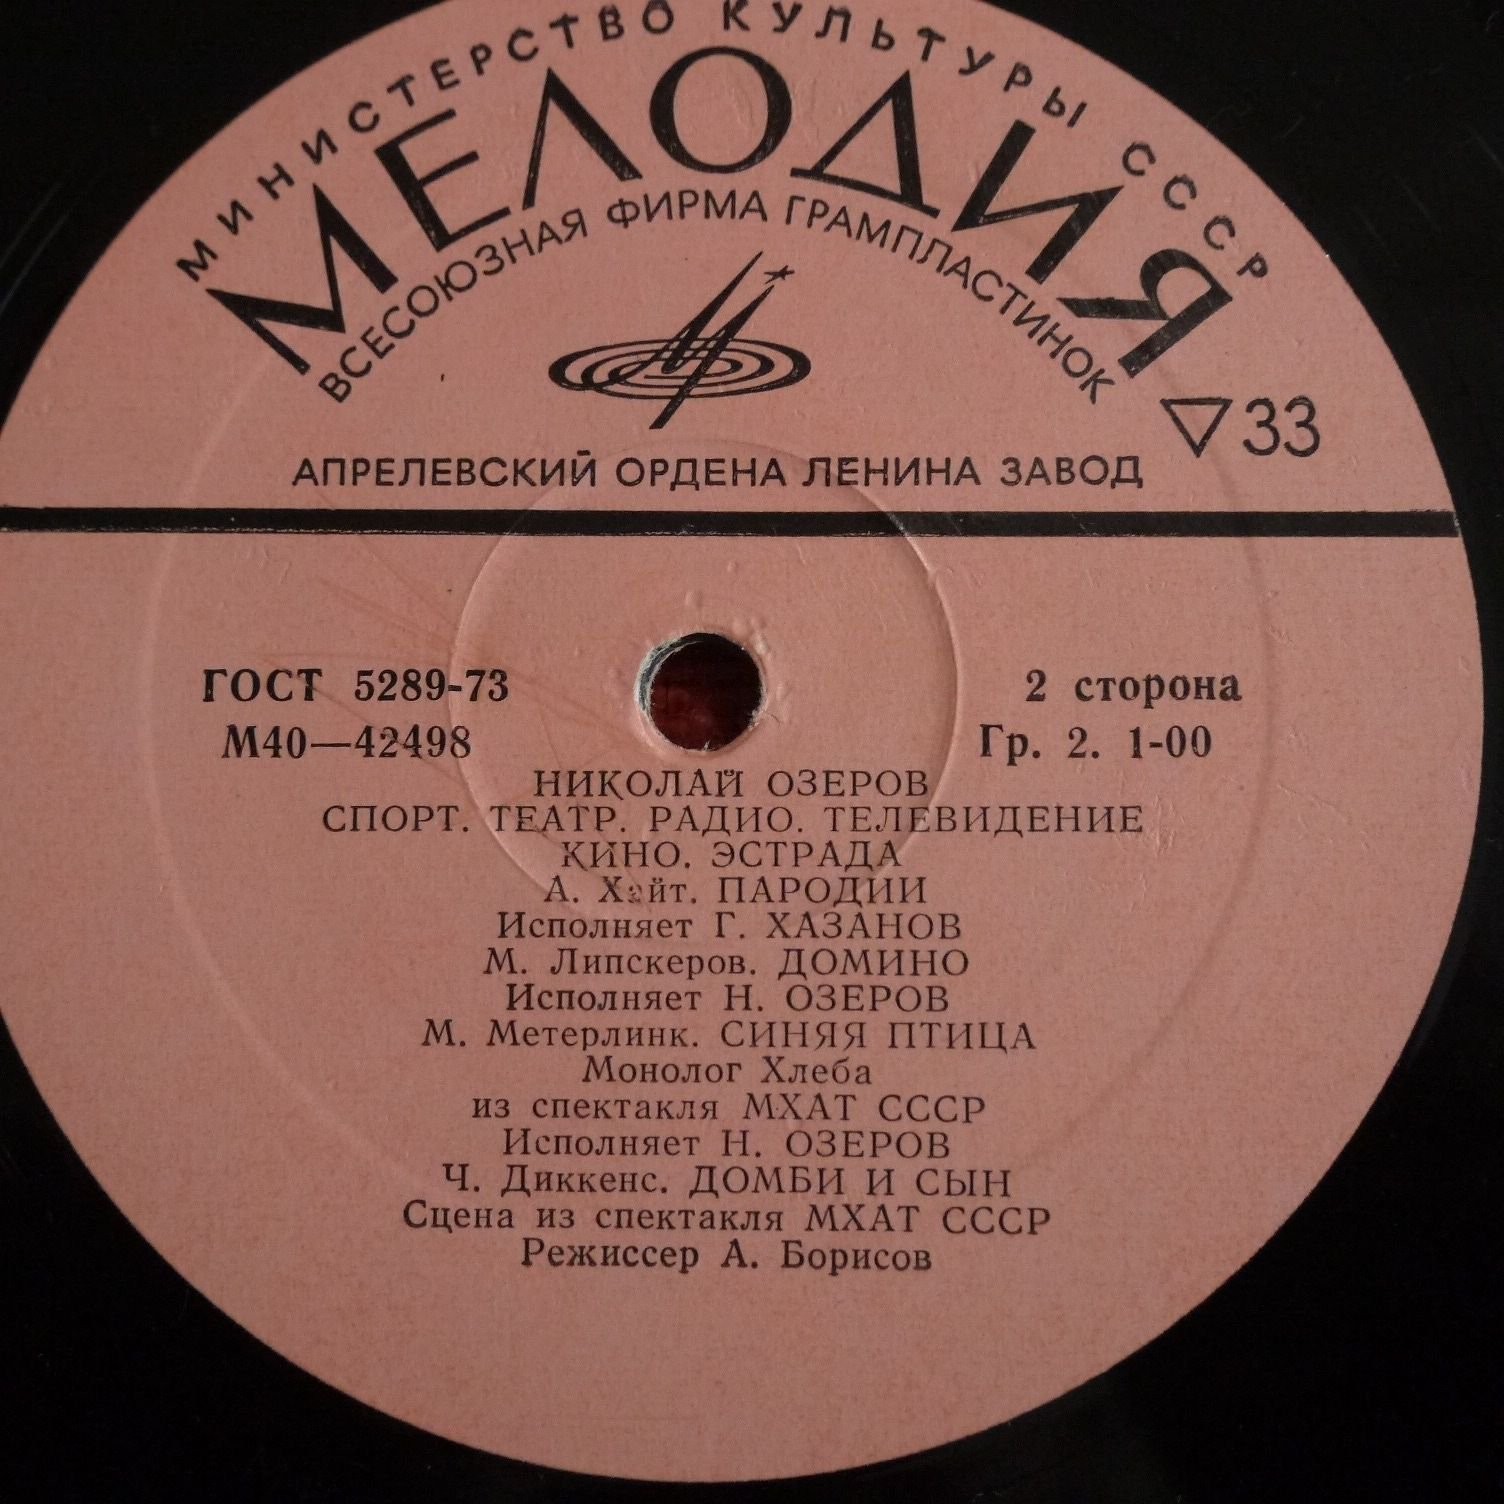 МИНИСТЕРСТВО КУЛЬТУРЫ СССР
МЕЛОДИЯ
ВСЕСОЮЗНАЯ ФИРМА ГРАМПЛАСТИНОК
33
АПРЕЛЕВСКИЙ ОРДЕНА ЛЕНИНА ЗАВОД
ГОСТ 5289-73
2 сторона
М40—42498
Гр. 2. 1-00
НИКОЛАЙ ОЗЕРОВ
СПОРТ. ТЕАТР. РАДИО. ТЕЛЕВИДЕНИЕ
КИНО. ЭСТРАДА
А. Хайт. ПАРОДИИ
Исполняет Г. ХАЗАНОВ
М. Липскеров. ДОМИНО
Исполняет Н. ОЗЕРОВ
М. Метерлинк. СИНЯЯ ПТИЦА
Монолог Хлеба
из спектакля МХАТ СССР
Исполняет Н. ОЗЕРОВ
Ч. Диккенс. ДОМБИ И СЫН
Сцена из спектакля МХАТ СССР
Режиссер А. Борисов